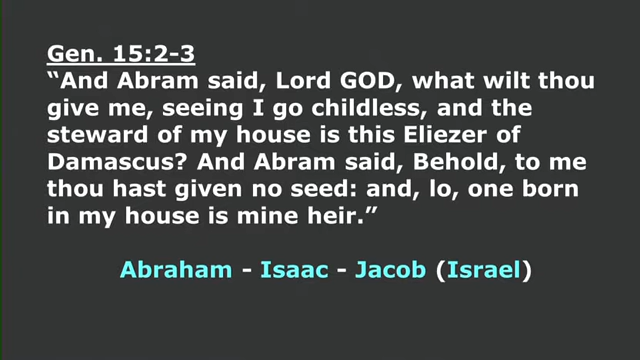 Gen. 15:2-3
“And Abram said, Lord GOD, what wilt thou
give me, seeing I go childless, and the
steward of my house is this Eliezer of
Damascus? And Abram said, Behold, to me
thou hast given no seed: and, lo, one born
in my house is mine heir.”
Abraham - Isaac - Jacob (Israel)